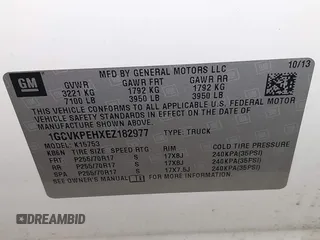 10/13
MFD BY GENERAL MOTORS LLC
GM
GVWR GAWR FRT GAWR RR
3221 KG 1792 KG 1792 KG
7100 LB 3950 LB 3950 LB
THIS VEHICLE CONFORMS TO ALL APPLICABLE U.S.
FEDERAL MOTOR VEHICLE SAFETY, BUMPER, AND THEFT
PREVENTION STANDARDS IN EFFECT ON THE DATE OF
MANUFACTURE SHOWN ABOVE.
1GCVKPEHXEZ182977 TYPE: TRUCK
MODEL: K15753
TIRE SIZE SPEED RTG RIM COLD TIRE PRESSURE
FRT P255/70R17 S 17X8J 240KPA(35PSI)
RR P255/70R17 S 17X8J 240KPA(35PSI)
SPA P255/70R17 S 17X7.5J 240KPA(35PSI)
SEE OWNER'S MANUAL
DREAMBID